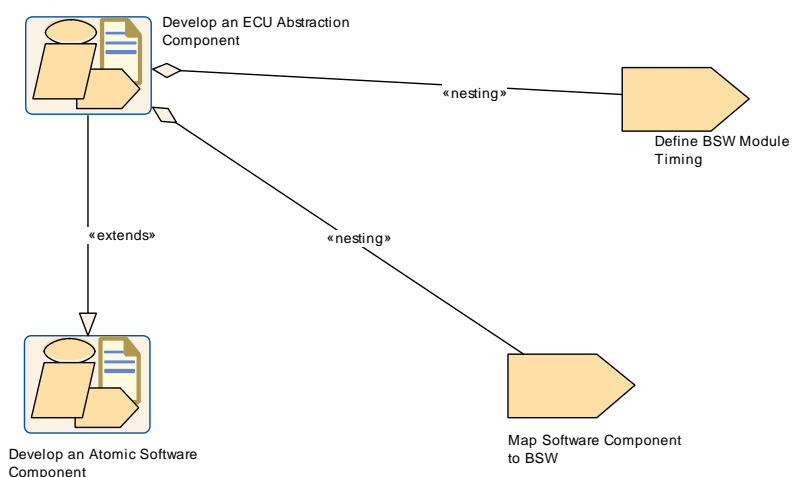 Develop an ECU Abstraction
Component
«nesting»
Define BSW Module
Timing
«extends»
«nesting»
Map Software Component
to BSW
Develop an Atomic Software
Component